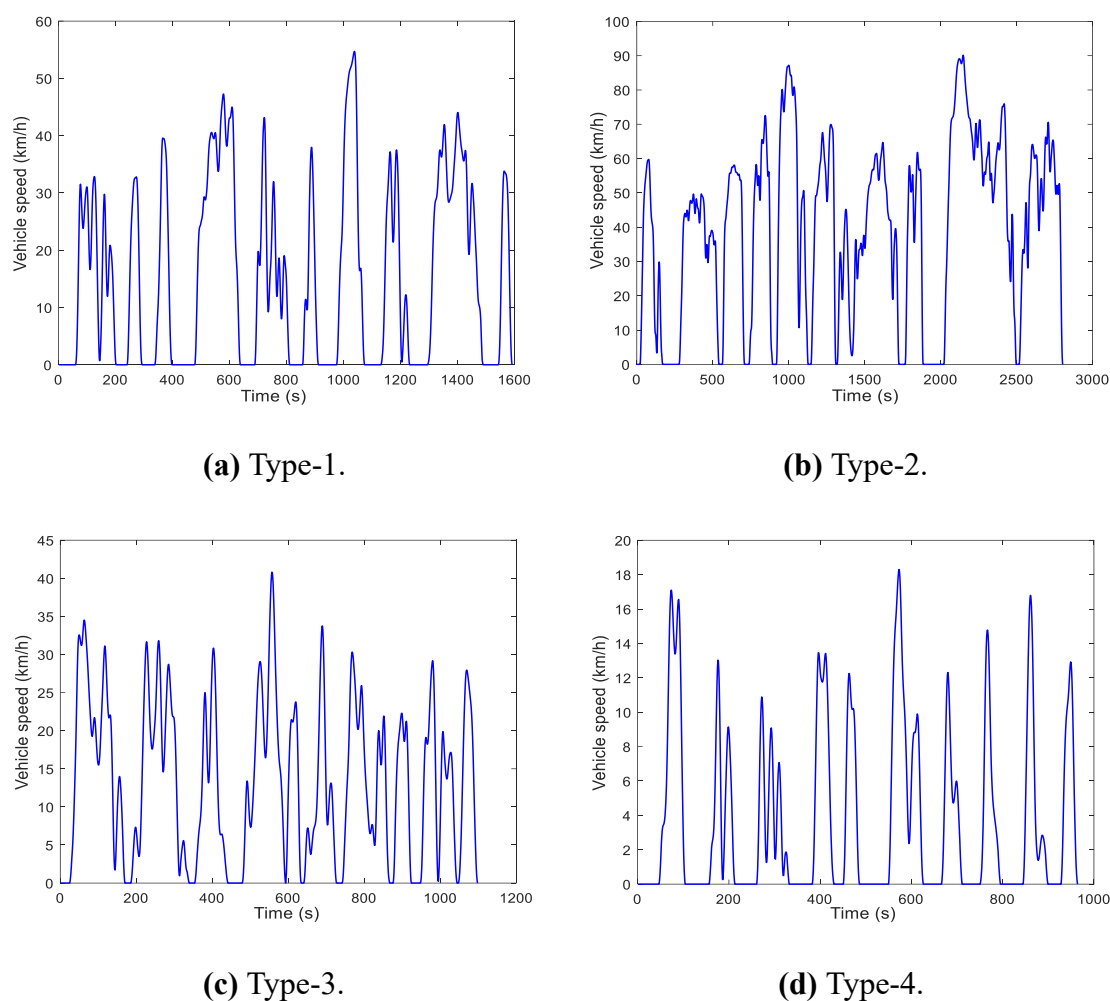 60
50
40
30
20
10
0
Vehicle speed (km/h)
0 200 400 600 800 1000 1200 1400 1600
Time (s)
(a) Type-1.
100
90
80
70
60
50
40
30
20
10
0
Vehicle speed (km/h)
0 500 1000 1500 2000 2500 3000
Time (s)
(b) Type-2.
45
40
35
30
25
20
15
10
5
0
Vehicle speed (km/h)
0 200 400 600 800 1000 1200
Time (s)
(c) Type-3.
20
18
16
14
12
10
8
6
4
2
0
Vehicle speed (km/h)
0 200 400 600 800 1000
Time (s)
(d) Type-4.